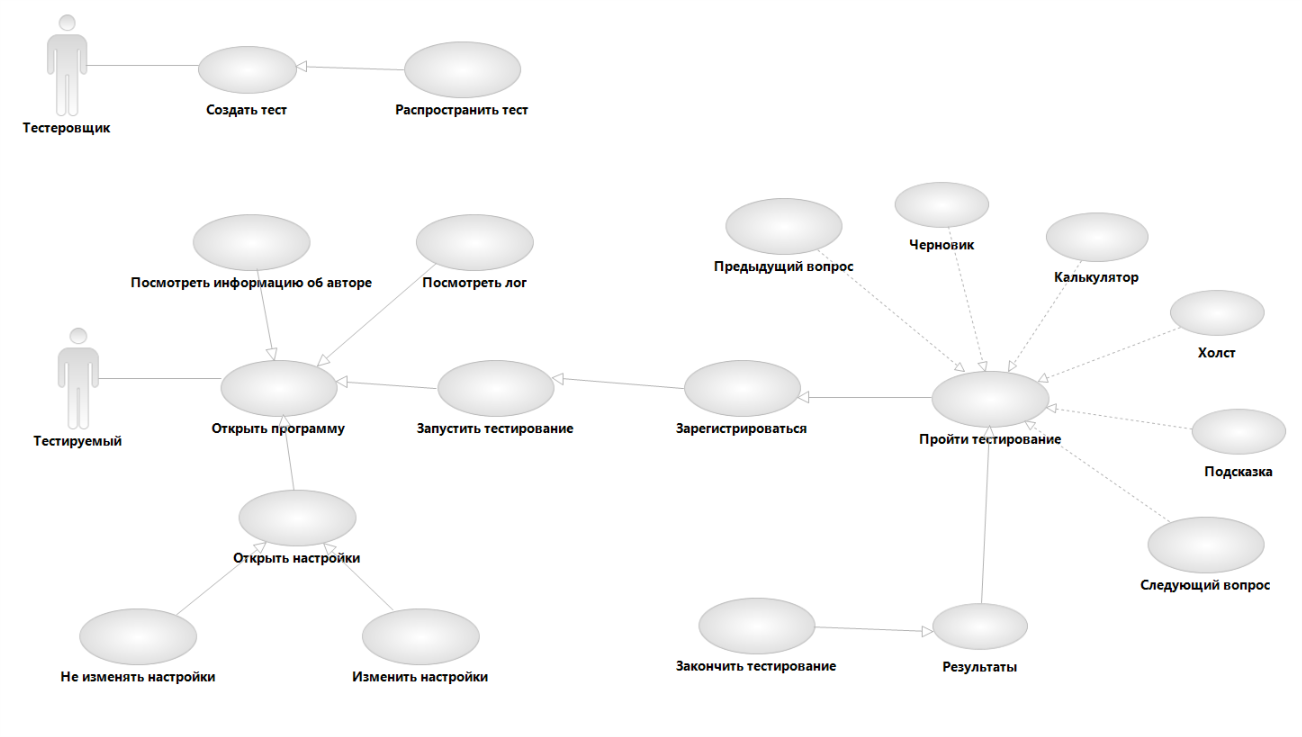 Создать тест
Распространить тест
Тестеровщик
Черновик
Предыдущий вопрос
Калькулятор
Посмотреть информацию об авторе
Посмотреть лог
Холст
Открыть программу
Запустить тестирование
Зарегистрироваться
Пройти тестирование
Тестируемый
Подсказка
Открыть настройки
Следующий вопрос
Закончить тестирование
Результаты
Не изменять настройки
Изменить настройки